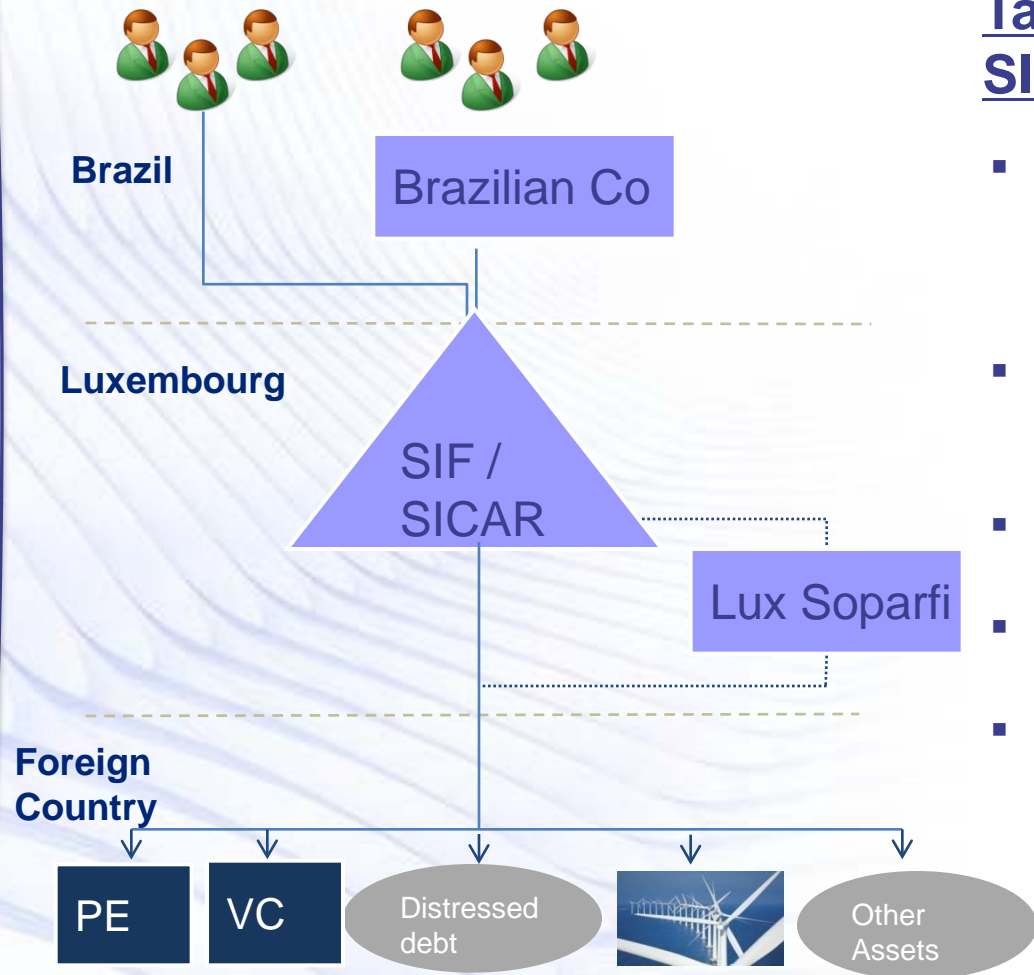 Brazil
Brazilian Co
Luxembourg
SIF /
SICAR
Lux Soparfi
Foreign
Country
PE
VC
Distressed
debt
Other
Assets